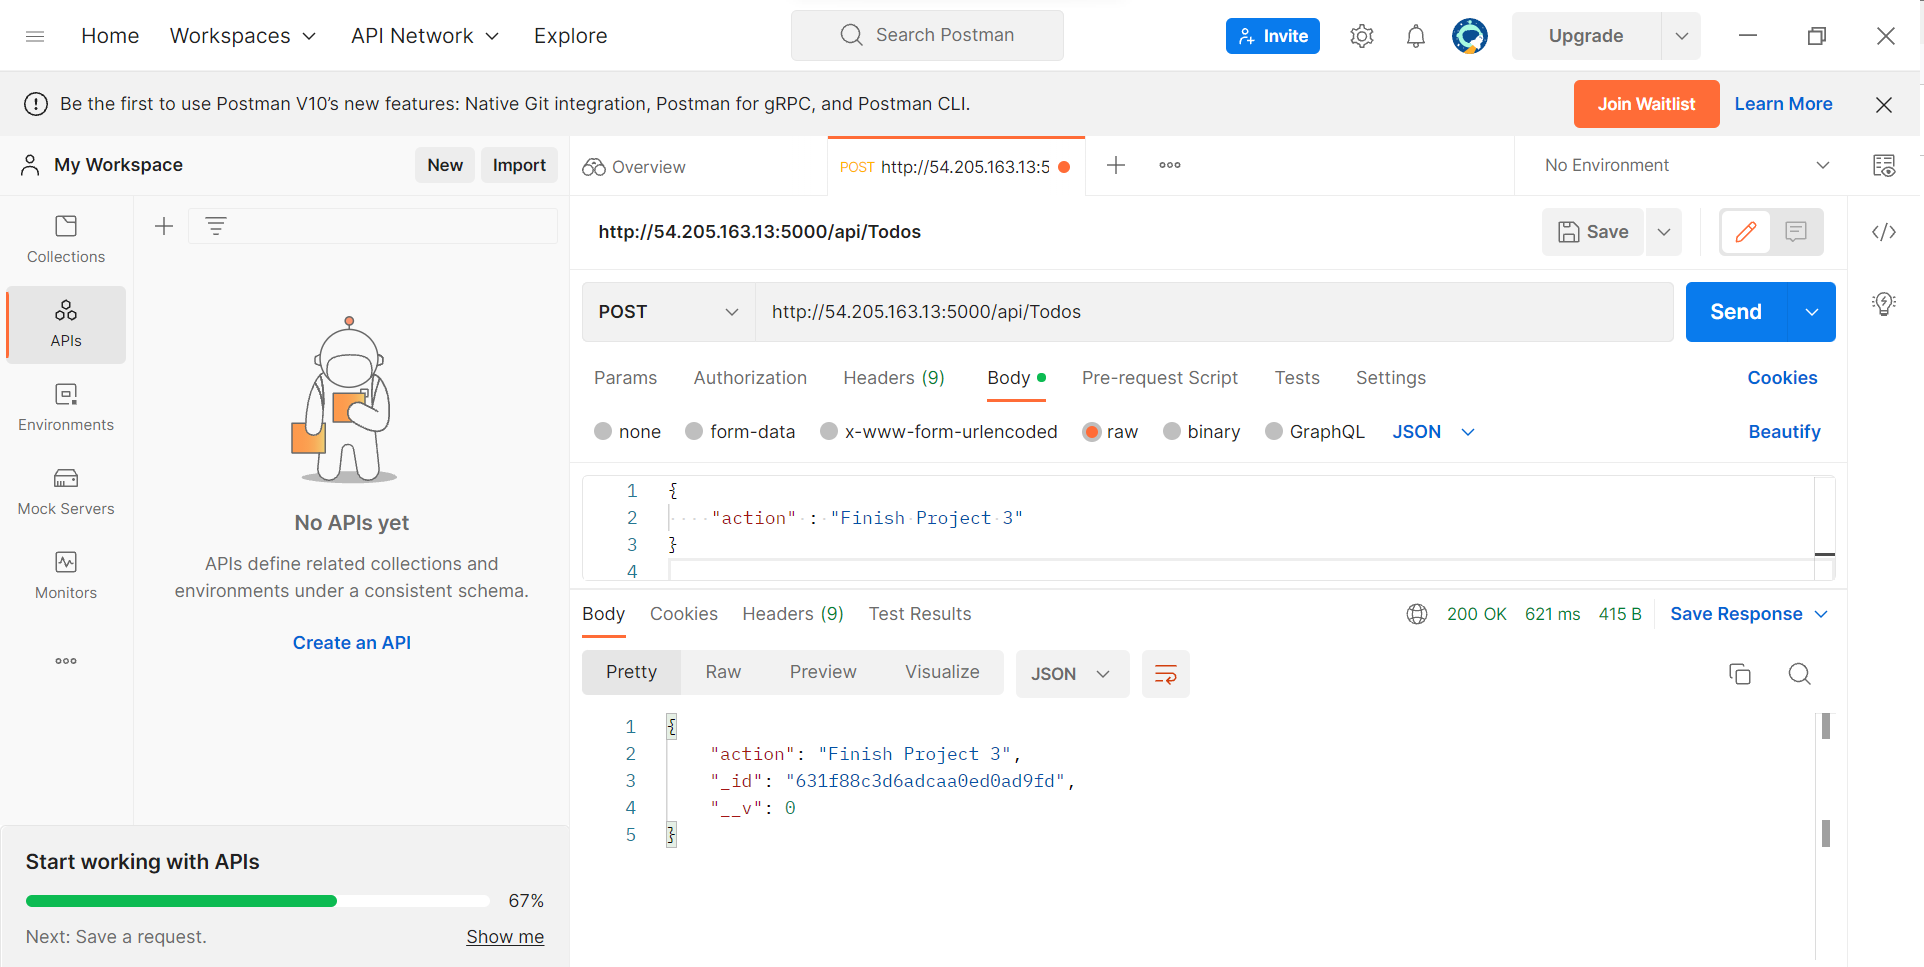 Home Workspaces API Network Explore Search Postman Invite Upgrade
Be the first to use Postman V10’s new features: Native Git integration, Postman for gRPC, and Postman CLI. Join Waitlist Learn More
My Workspace New Import
Overview POST http://54.205.163.13:5 No Environment
Collections
APIs
Environments
Mock Servers
Monitors
No APIs yet
APIs define related collections and
environments under a consistent schema.
Create an API
Start working with APIs
67%
Next: Save a request. Show me
http://54.205.163.13:5000/api/Todos Save
POST http://54.205.163.13:5000/api/Todos Send
Params Authorization Headers (9) Body Pre-request Script Tests Settings Cookies
none form-data x-www-form-urlencoded raw binary GraphQL JSON Beautify
1 {
2 "action" : "Finish Project 3"
3 }
4
Body Cookies Headers (9) Test Results 200 OK 621 ms 415 B Save Response
Pretty Raw Preview Visualize JSON
1 {
2 "action": "Finish Project 3",
3 "_id": "631f88c3d6adcaa0ed0ad9fd",
4 "__v": 0
5 }